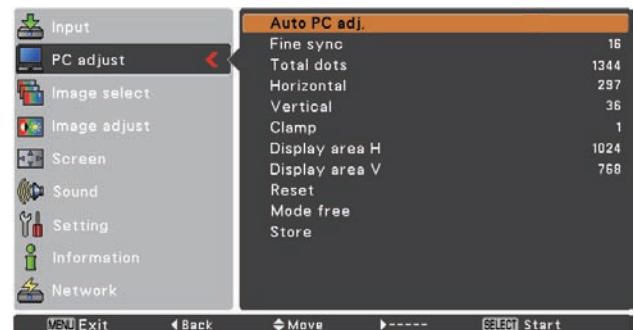 Input
PC adjust
Image select
Image adjust
Screen
Sound
Setting
Information
Network
Auto PC adj.
Fine sync 16
Total dots 1344
Horizontal 297
Vertical 36
Clamp 1
Display area H 1024
Display area V 768
Reset
Mode free
Store
MENU Exit ◀Back Move ▶----- SELECT Start